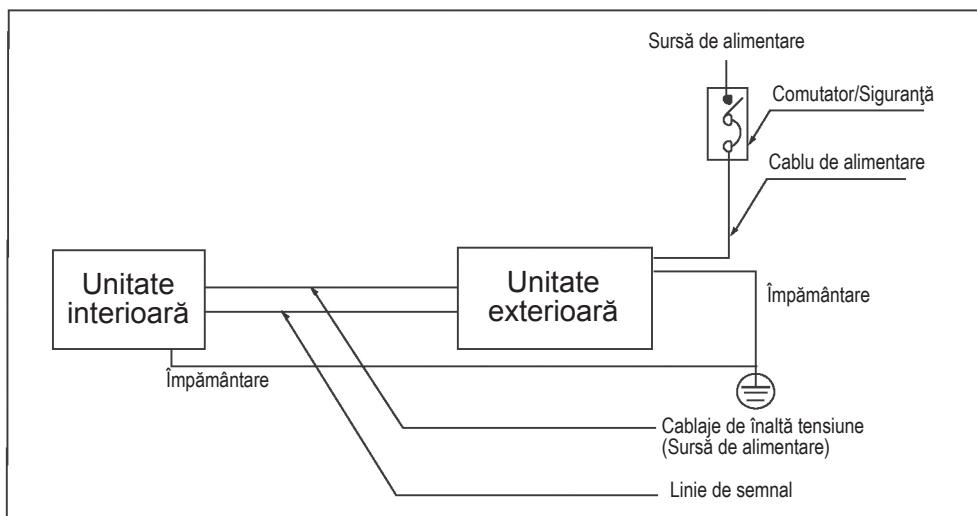 Sursă de alimentare
Comutator/Siguranţă
Cablu de alimentare
Unitate
interioară
Unitate
exterioară
Împământare
Împământare
Cablaje de înaltă tensiune
(Sursă de alimentare)
Linie de semnal